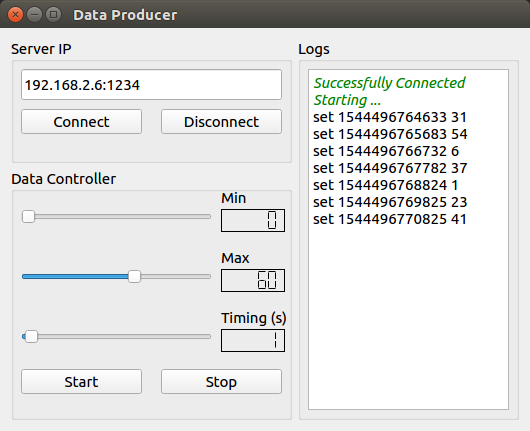 Data Producer
Server IP
192.168.2.6:1234
Connect
Disconnect
Data Controller
Min
0
Max
60
Timing (s)
1
Start
Stop
Logs
Successfully Connected
Starting ...
set 1544496764633 31
set 1544496765683 54
set 1544496766732 6
set 1544496767782 37
set 1544496768824 1
set 1544496769825 23
set 1544496770825 41